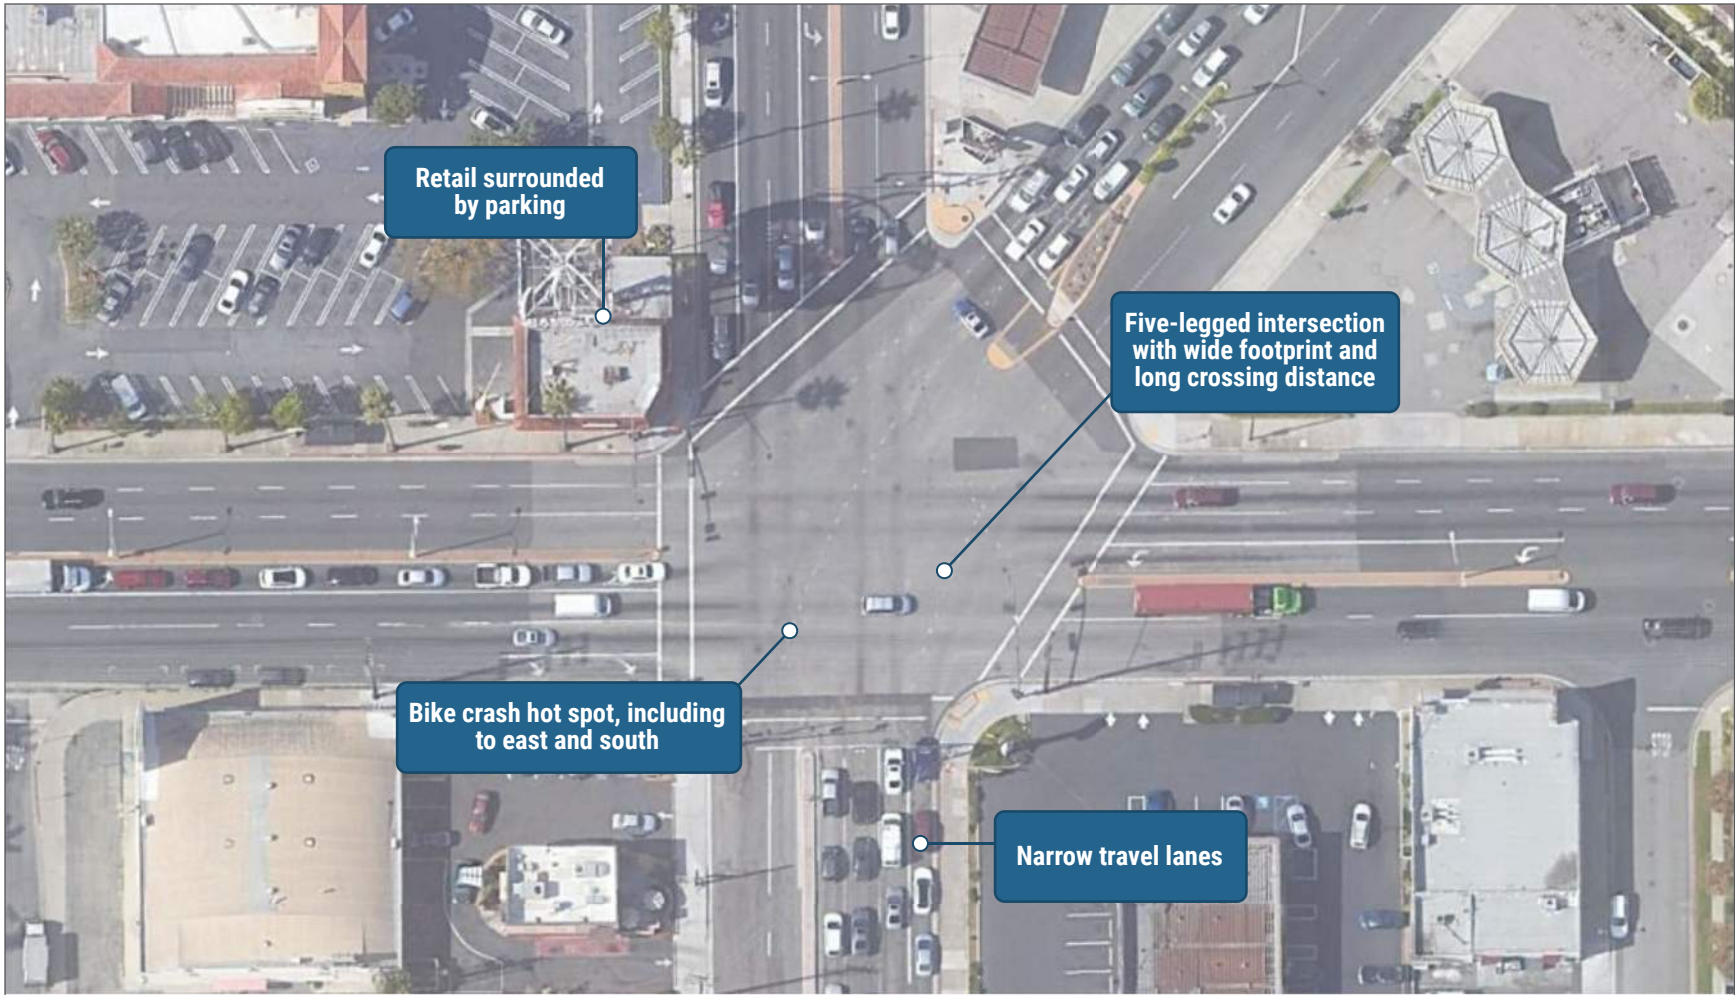 Retail surrounded
by parking
Five-legged intersection
with wide footprint and
long crossing distance
Bike crash hot spot, including
to east and south
Narrow travel lanes